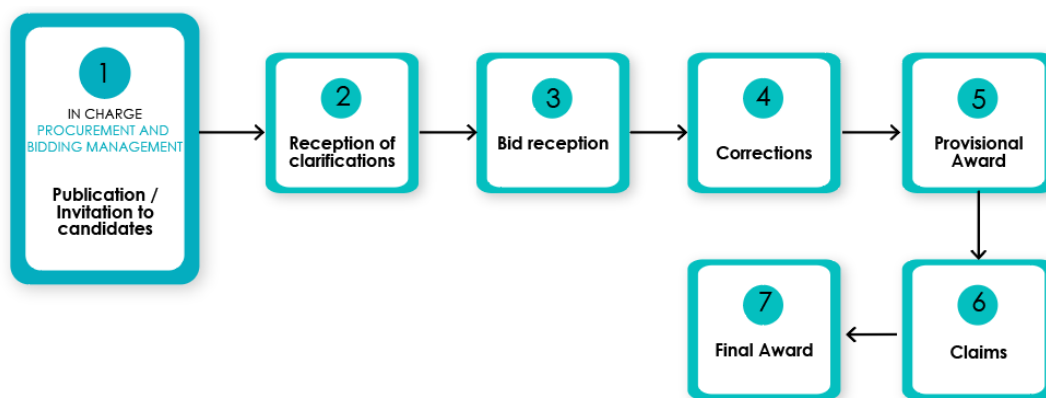 1
IN CHARGE
PROCUREMENT AND
BIDDING MANAGEMENT
Publication /
Invitation to
candidates
2
Reception of
clarifications
3
Bid reception
4
Corrections
5
Provisional
Award
6
Claims
7
Final Award